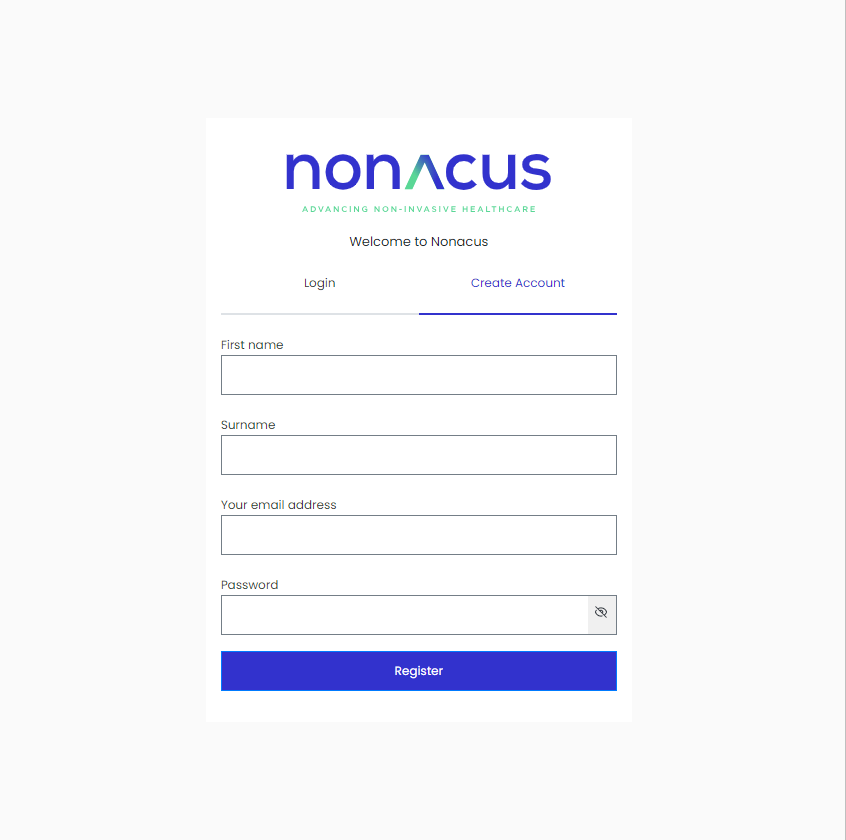 nonacus
ADVANCING NON-INVASIVE HEALTHCARE
Welcome to Nonacus
Login
Create Account
First name
Surname
Your email address
Password
Register